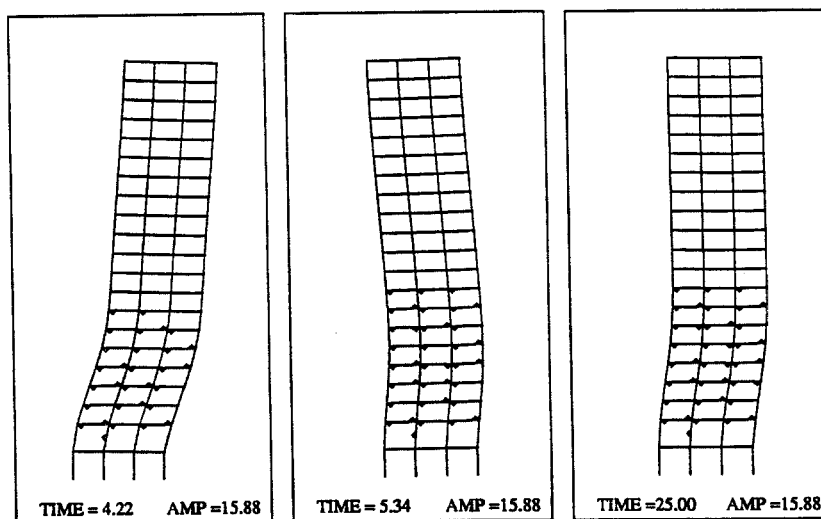 TIME = 4.22 AMP =15.88
TIME = 5.34 AMP =15.88
TIME =25.00 AMP =15.88